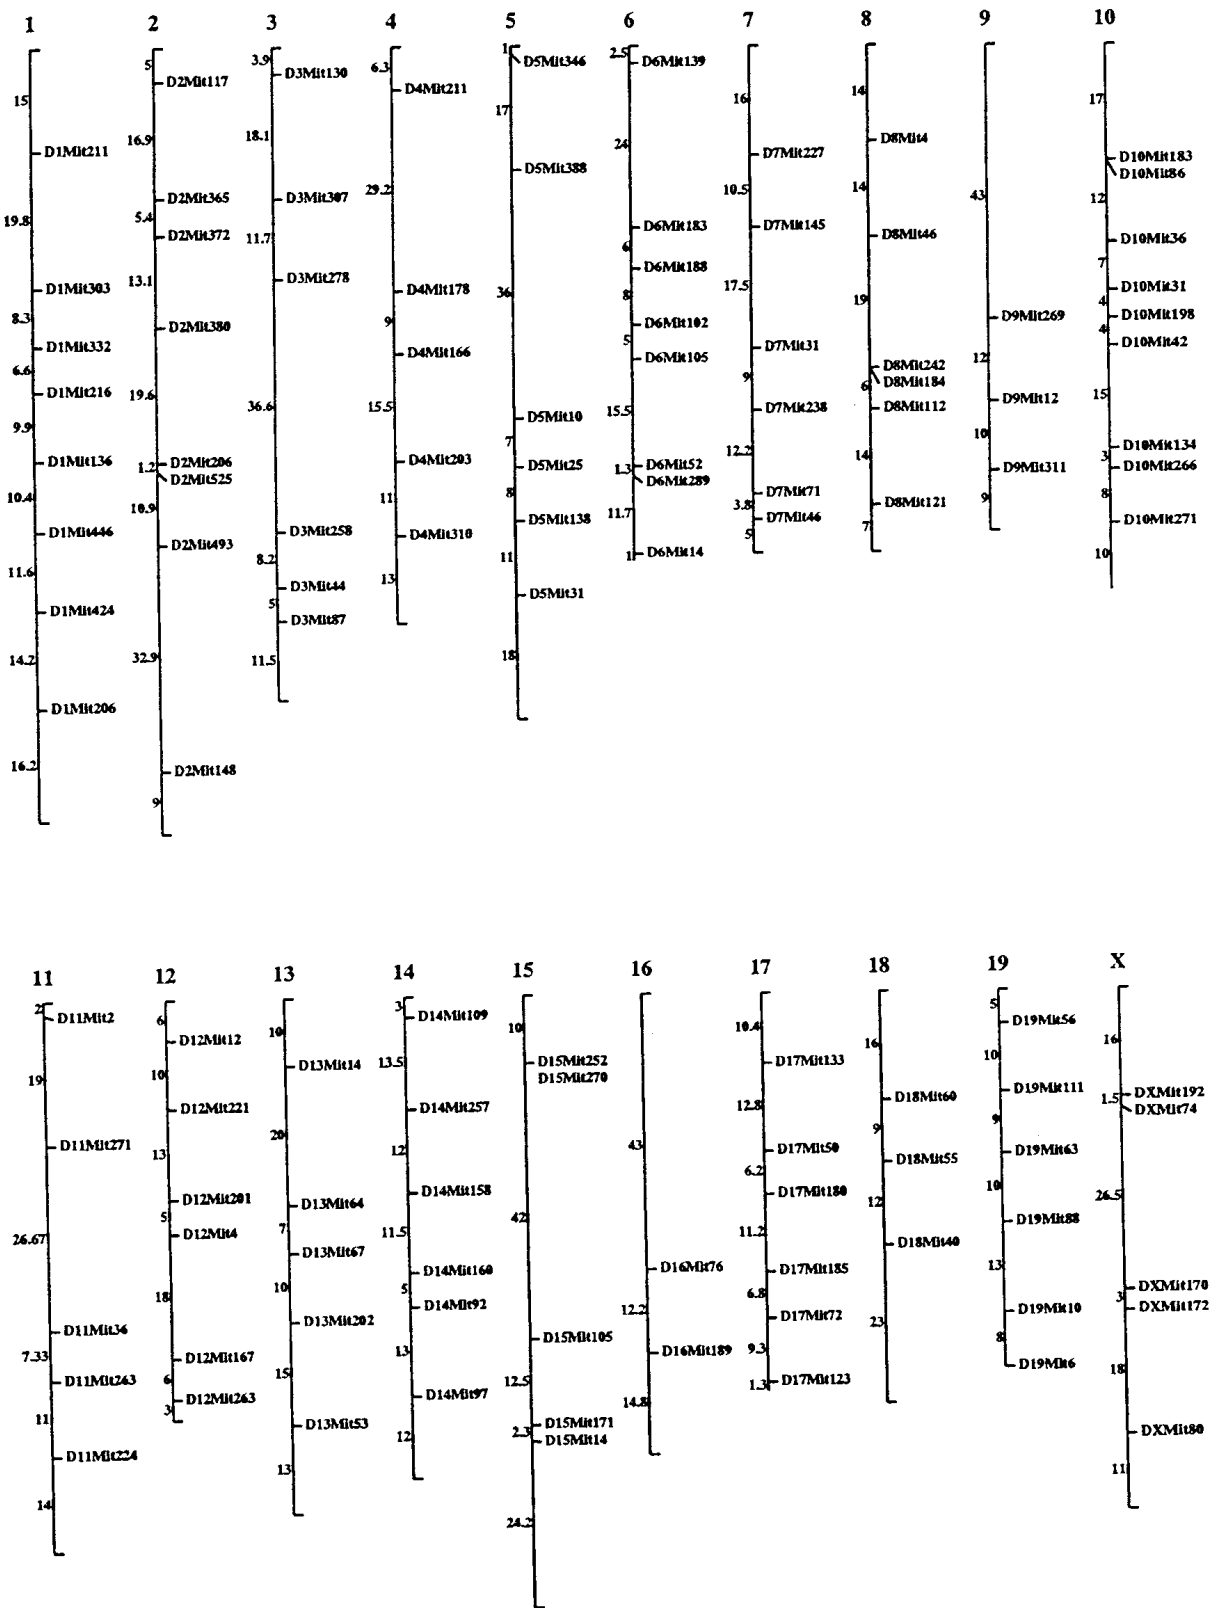 1 2 3 4 5 6 7 8 9 10
15
D1Mit211
19.8
D1Mit303
8.3
D1Mit332
6.6
D1Mit216
9.9
D1Mit136
10.4
D1Mit446
11.6
D1Mit424
14.2
D1Mit206
16.2
5
D2Mit117
16.9
D2Mit365
5.4
D2Mit372
13.1
D2Mit380
19.6
D2Mit206
1.2
D2Mit525
10.9
D2Mit493
32.9
D2Mit148
9
3.9
D3Mit130
18.1
D3Mit307
11.7
D3Mit278
36.6
D3Mit258
8.2
D3Mit44
5
D3Mit87
11.5
6.3
D4Mit211
29.2
D4Mit178
9
D4Mit166
15.5
D4Mit203
11
D4Mit310
13
1
D5Mit346
17
D5Mit388
36
D5Mit10
7
D5Mit25
8
D5Mit138
11
D5Mit31
18
2.5
D6Mit139
24
D6Mit183
6
D6Mit188
8
D6Mit102
5
D6Mit105
15.5
D6Mit52
1.3
D6Mit289
11.7
D6Mit14
1
16
D7Mit227
10.5
D7Mit145
17.5
D7Mit31
9
D7Mit238
12.2
D7Mit71
3.8
D7Mit46
5
14
D8Mit4
14
D8Mit46
19
D8Mit242
D8Mit184
6
D8Mit112
14
D8Mit121
7
43
D9Mit269
12
D9Mit12
10
D9Mit311
9
17
D10Mit183
D10Mit86
12
D10Mit36
7
D10Mit31
4
D10Mit198
4
D10Mit42
15
D10Mit134
3
D10Mit266
8
D10Mit271
10
11 12 13 14 15 16 17 18 19 X
2
D11Mit2
19
D11Mit271
26.67
D11Mit36
7.33
D11Mit263
11
D11Mit224
14
6
D12Mit12
10
D12Mit221
13
D12Mit201
5
D12Mit4
18
D12Mit167
6
D12Mit263
3
10
D13Mit14
20
D13Mit64
7
D13Mit67
10
D13Mit202
15
D13Mit53
13
3
D14Mit109
13.5
D14Mit257
12
D14Mit158
11.5
D14Mit160
5
D14Mit92
13
D14Mit97
12
10
D15Mit252
D15Mit270
42
D15Mit105
12.5
D15Mit171
2.3
D15Mit14
24.2
43
D16Mit76
12.2
D16Mit189
14.8
10.4
D17Mit133
12.8
D17Mit50
6.2
D17Mit180
11.2
D17Mit185
6.8
D17Mit72
9.3
D17Mit123
1.3
16
D18Mit60
9
D18Mit55
12
D18Mit40
23
5
D19Mit56
10
D19Mit111
9
D19Mit63
10
D19Mit88
13
D19Mit10
8
D19Mit6
16
DXMit192
1.5
DXMit74
26.5
DXMit170
3
DXMit172
18
DXMit80
11